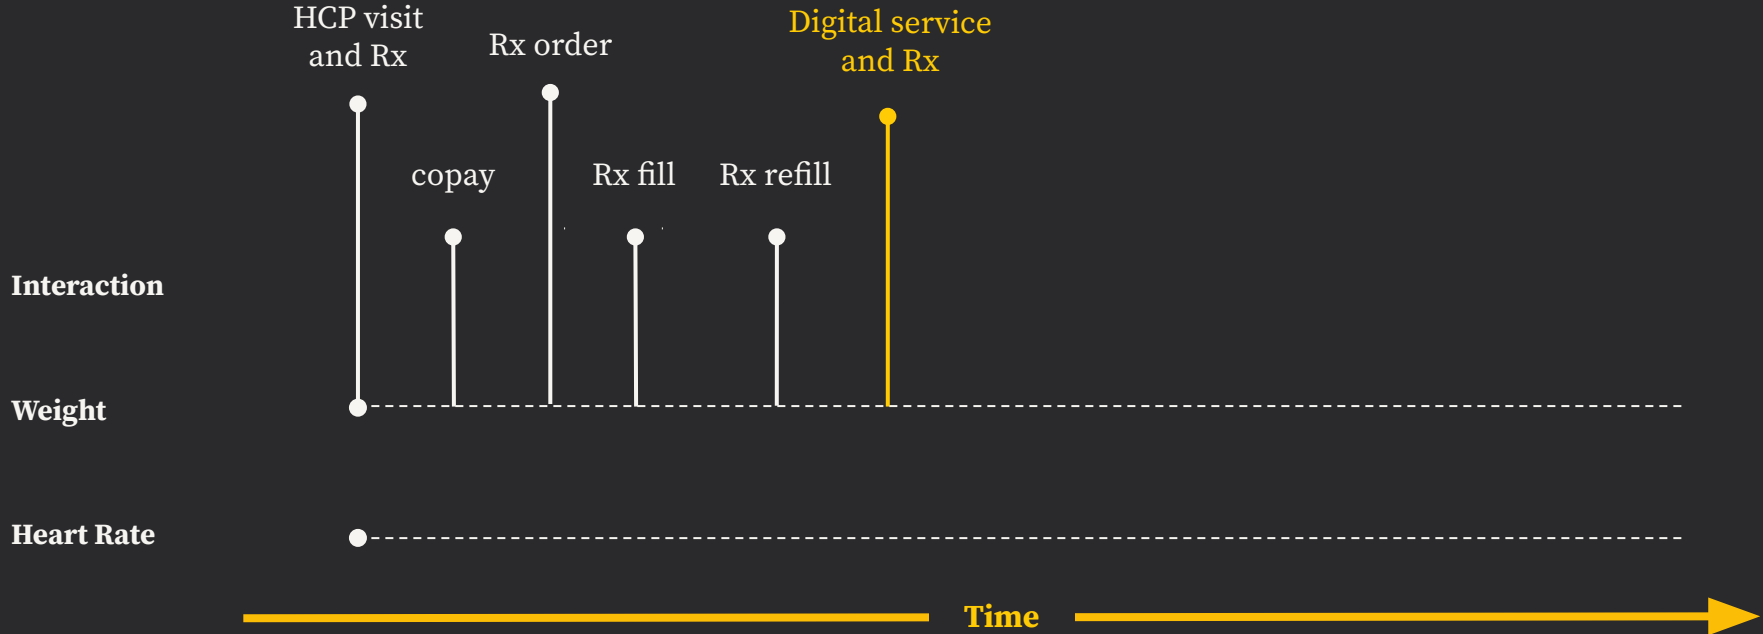 HCP visit
and Rx
Rx order
Digital service
and Rx
copay
Rx fill
Rx refill
Interaction
Weight
Heart Rate
Time